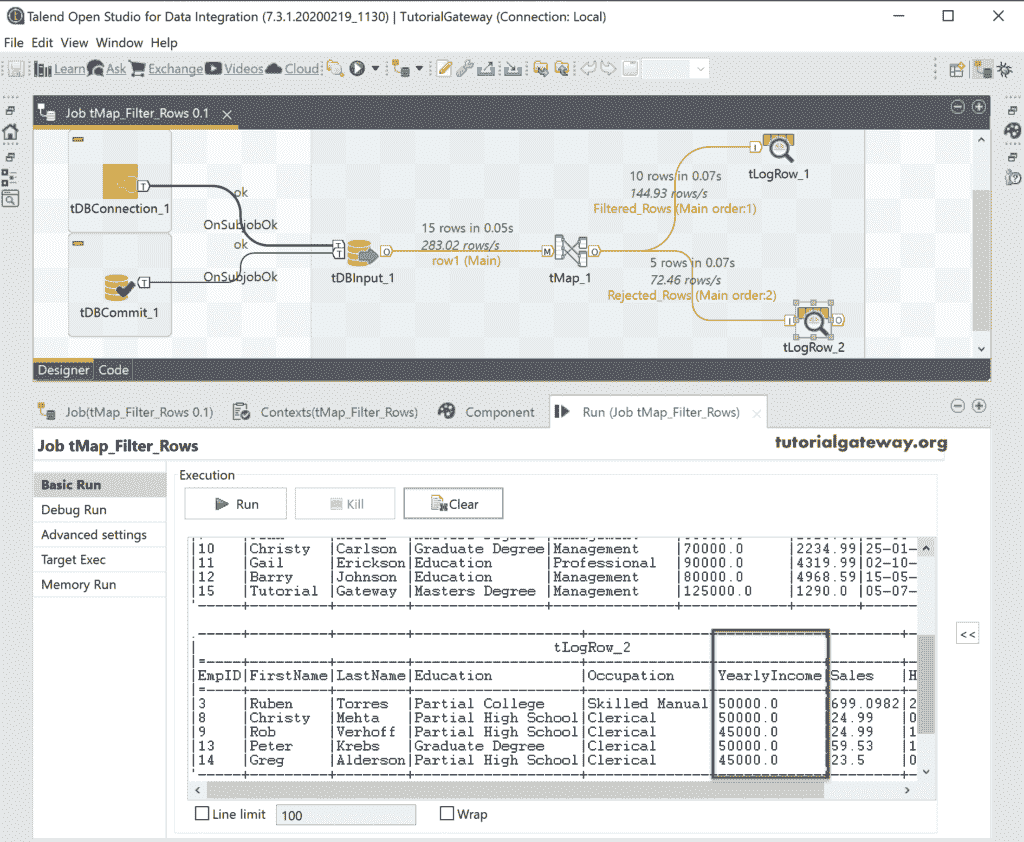 Talend Open Studio for Data Integration (7.3.1.20200219_1130) | TutorialGateway (Connection: Local)
File Edit View Window Help
Learn Ask Exchange Videos Cloud
Job tMap_Filter_Rows 0.1
tDBConnection_1
ok
OnSubjobOk
ok
OnSubjobOk
tDBCommit_1
tDBInput_1
15 rows in 0.05s
283.02 rows/s
row1 (Main)
tMap_1
10 rows in 0.07s
144.93 rows/s
Filtered_Rows (Main order:1)
tLogRow_1
5 rows in 0.07s
72.46 rows/s
Rejected_Rows (Main order:2)
tLogRow_2
Designer Code
Job(tMap_Filter_Rows 0.1) Contexts(tMap_Filter_Rows) Component Run (Job tMap_Filter_Rows)
Job tMap_Filter_Rows
tutorialgateway.org
Basic Run
Debug Run
Advanced settings
Target Exec
Memory Run
Execution
Run Kill Clear
|10 |Christy |Carlson |Graduate Degree|Management |70000.0 |2234.99|25-01-
|11 |Gail |Erickson|Education |Professional |90000.0 |4319.99|02-10-
|12 |Barry |Johnson |Education |Management |80000.0 |4968.59|15-05-
|15 |Tutorial |Gateway |Masters Degree |Management |125000.0 |1290.0 |05-07-
tLogRow_2
|EmpID|FirstName|LastName|Education |Occupation |YearlyIncome|Sales |H
|3 |Ruben |Torres |Partial College |Skilled Manual|50000.0 |699.0982|2
|8 |Christy |Mehta |Partial High School|Clerical |50000.0 |24.99 |0
|9 |Rob |Verhoff |Partial High School|Clerical |45000.0 |24.99 |1
|13 |Peter |Krebs |Graduate Degree |Clerical |50000.0 |59.53 |1
|14 |Greg |Alderson|Partial High School|Clerical |45000.0 |23.5 |0
Line limit 100 Wrap